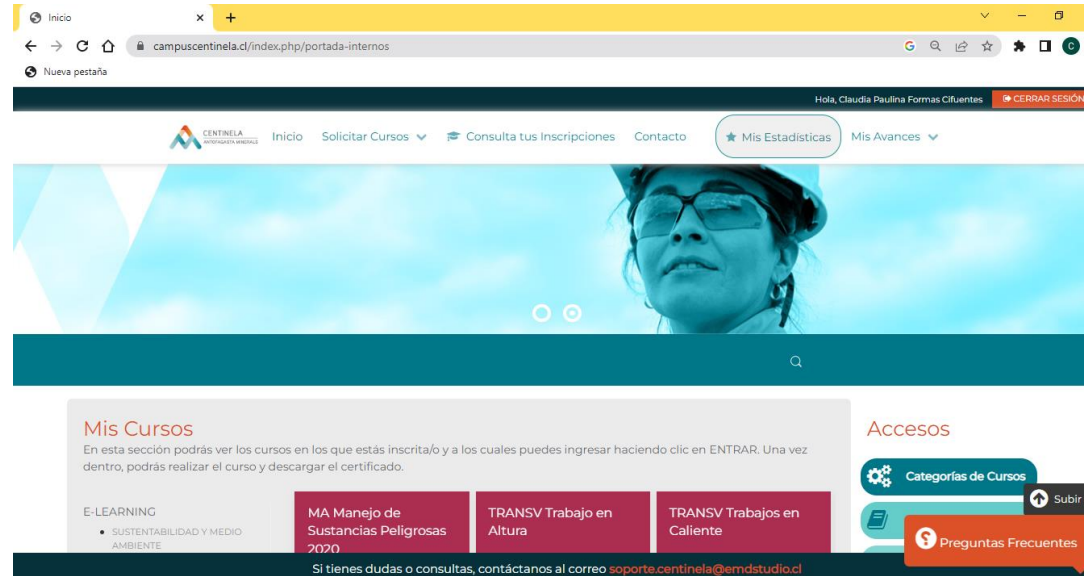 Inicio
campuscentinela.cl/index.php/portada-internos
G
C
Nueva pestaña
Hola, Claudia Paulina Formas Cifuentes
CERRAR SESIÓN
CENTINELA
ANTOFAGASTA MINERALS
Inicio
Solicitar Cursos
Consulta tus Inscripciones
Contacto
Mis Estadísticas
Mis Avances
Mis Cursos
En esta sección podrás ver los cursos en los que estás inscrita/o y a los cuales puedes ingresar haciendo clic en ENTRAR. Una vez
dentro, podrás realizar el curso y descargar el certificado.
E-LEARNING
SUSTENTABILIDAD Y MEDIO
AMBIENTE
MA Manejo de
Sustancias Peligrosas
2020
TRANSV Trabajo en
Altura
TRANSV Trabajos en
Caliente
Accesos
Categorías de Cursos
Subir
Preguntas Frecuentes
Si tienes dudas o consultas, contáctanos al correo soporte.centinela@emdstudio.cl